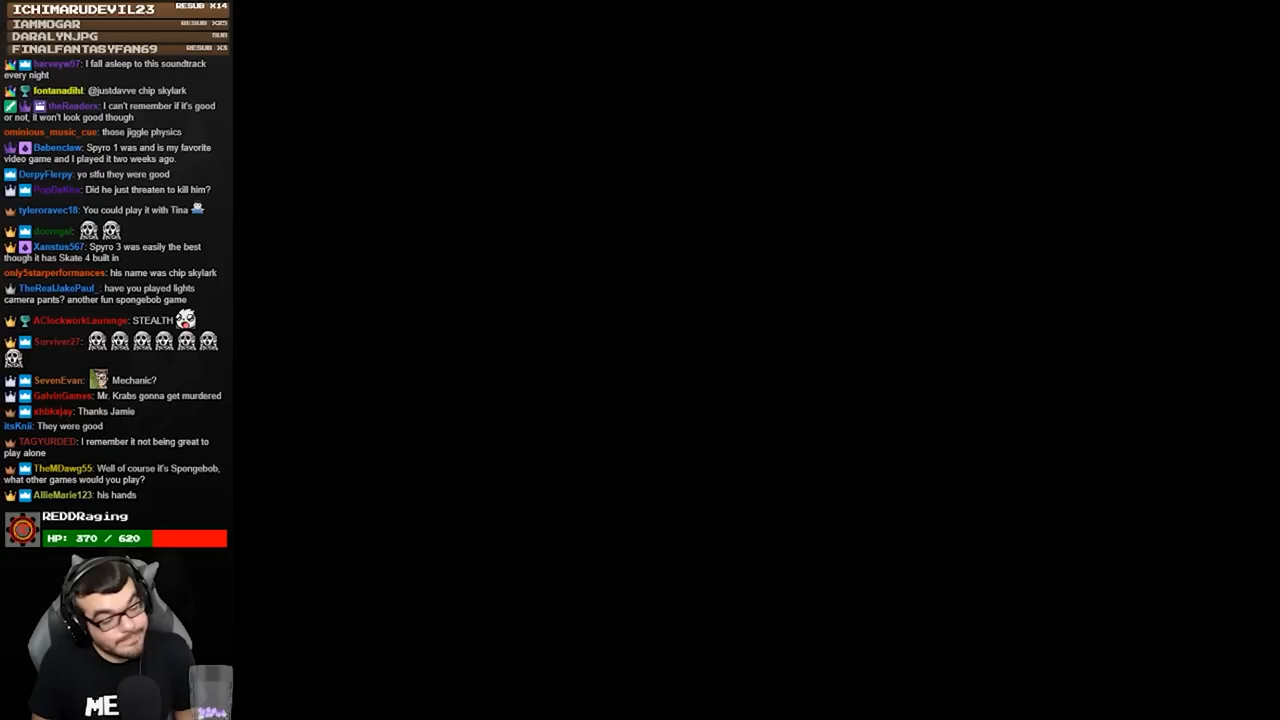 ICHIMARUDEVIL23 RESUB X14
IAMMOGAR RESUB X25
DARALYNJPG SUB
FINALFANTASYFAN69 RESUB X3
harveyw97: I fall asleep to this soundtrack
every night
fontanadihl: @justdavve chip skylark
theReaders: I can't remember if it's good
or not, it won't look good though
ominious_music_cue: those jiggle physics
Babenclaw: Spyro 1 was and is my favorite
video game and I played it two weeks ago.
DerpyFlerpy: yo stfu they were good
Did he just threaten to kill him?
tyleroravec18: You could play it with Tina
doomgal:
Xanstus567: Spyro 3 was easily the best
though it has Skate 4 built in
only5starperformances: his name was chip skylark
TheRealJakePaul_: have you played lights
camera pants? another fun spongebob game
AClockworkLaurenge: STEALTH
Surviver27:
SevenEvan: Mechanic?
GalvinGames: Mr. Krabs gonna get murdered
xhbkxjay: Thanks Jamie
itsKnii: They were good
TAGYURDED: I remember it not being great to
play alone
TheMDawg55: Well of course it's Spongebob,
what other games would you play?
AllieMarie123: his hands
REDDRaging
HP: 370 / 620
ME